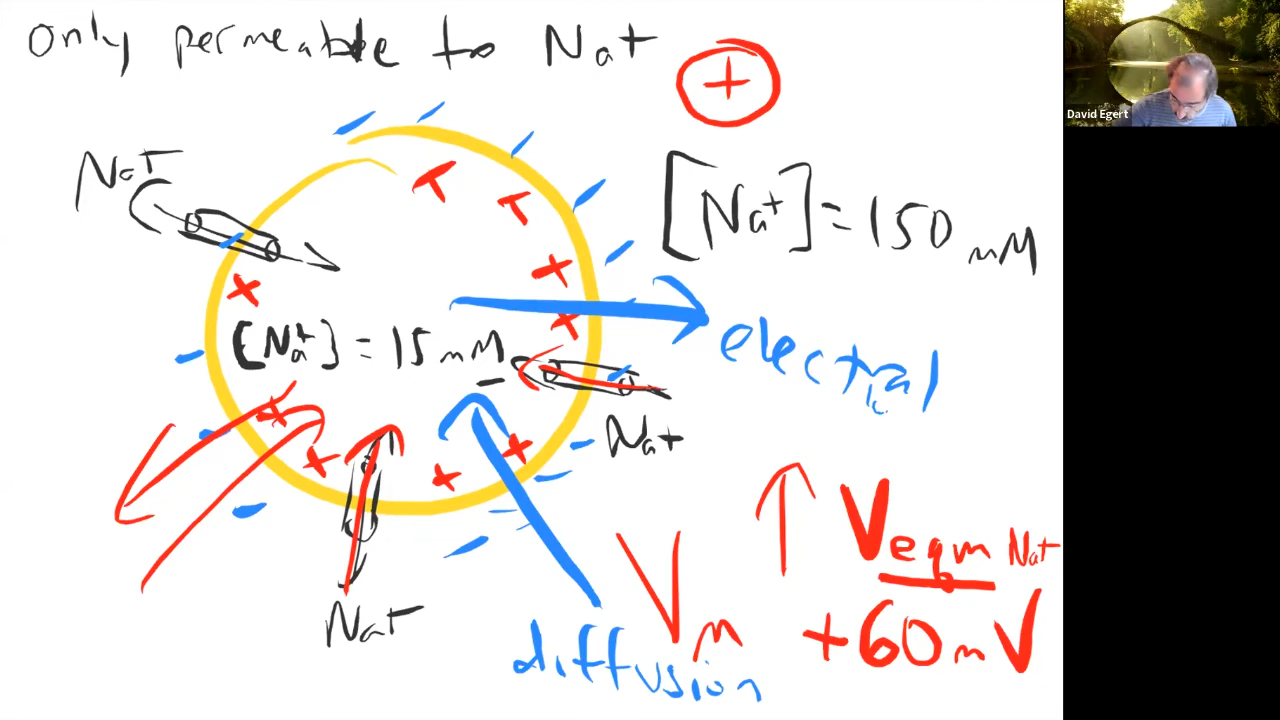 only permeable to Na+
+
David Egert
Na+
[Na+] = 150 mM
[Na+] = 15 mM
electrical
Na+
Na+
diffusion
Vm
↑ Veqm Na+
+60 mV